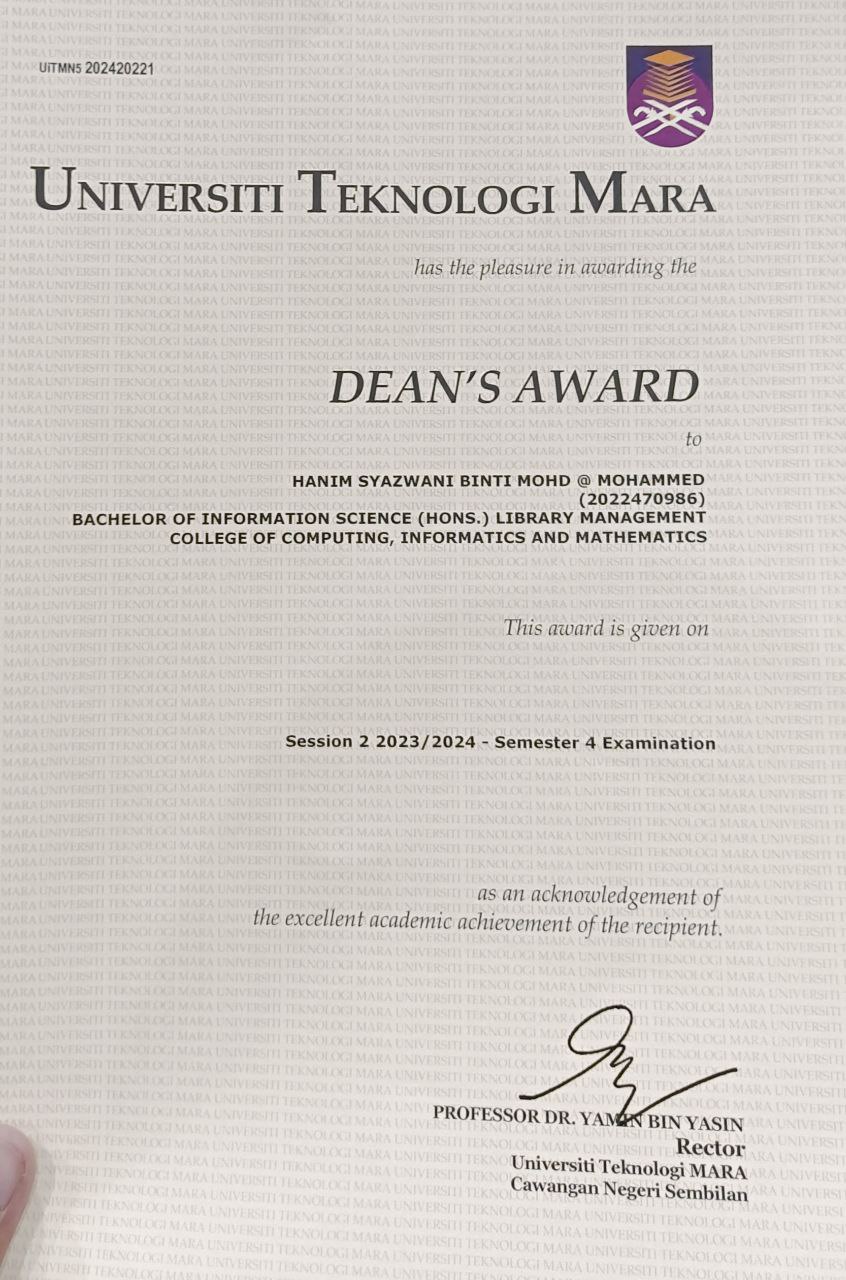 UiTMN5 202420221
UNIVERSITI TEKNOLOGI MARA
has the pleasure in awarding the
DEAN'S AWARD
to
HANIM SYAZWANI BINTI MOHD @ MOHAMMED
(2022470986)
BACHELOR OF INFORMATION SCIENCE (HONS.) LIBRARY MANAGEMENT
COLLEGE OF COMPUTING, INFORMATICS AND MATHEMATICS
This award is given on
Session 2 2023/2024 - Semester 4 Examination
as an acknowledgement of
the excellent academic achievement of the recipient.
PROFESSOR DR. YAMIN BIN YASIN
Rector
Universiti Teknologi MARA
Cawangan Negeri Sembilan